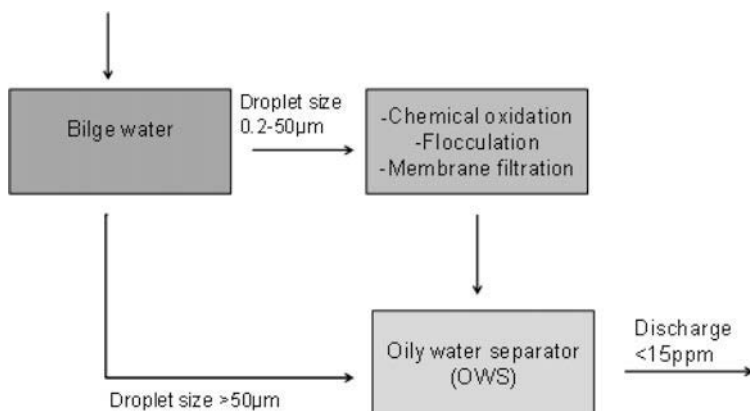 Bilge water
Droplet size
0.2-50µm
-Chemical oxidation
-Flocculation
-Membrane filtration
Oily water separator
(OWS)
Discharge
<15ppm
Droplet size >50µm